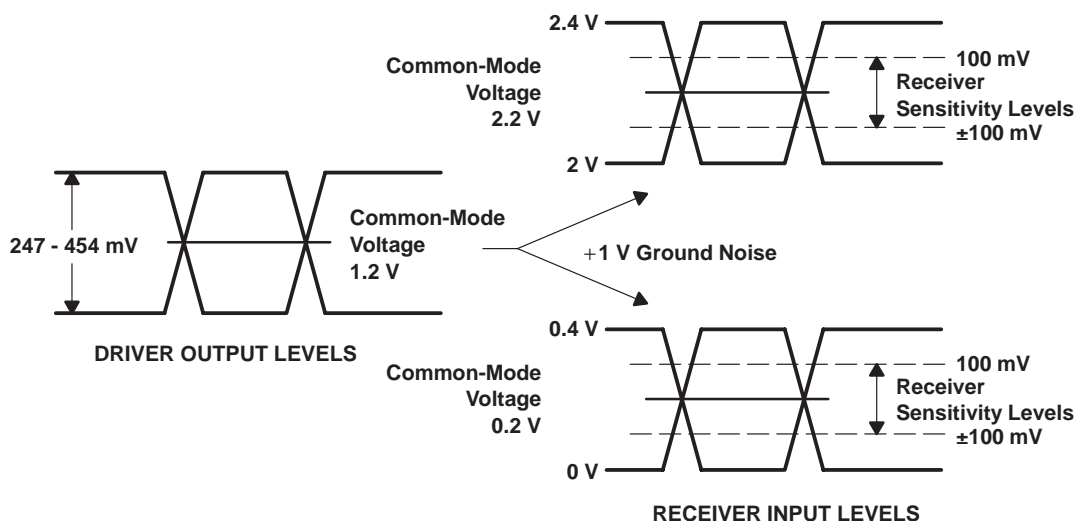 2.4 V
Common-Mode
Voltage
2.2 V
100 mV
Receiver
Sensitivity Levels
±100 mV
2 V
247 - 454 mV
Common-Mode
Voltage
1.2 V
+1 V Ground Noise
DRIVER OUTPUT LEVELS
0.4 V
Common-Mode
Voltage
0.2 V
100 mV
Receiver
Sensitivity Levels
±100 mV
0 V
RECEIVER INPUT LEVELS